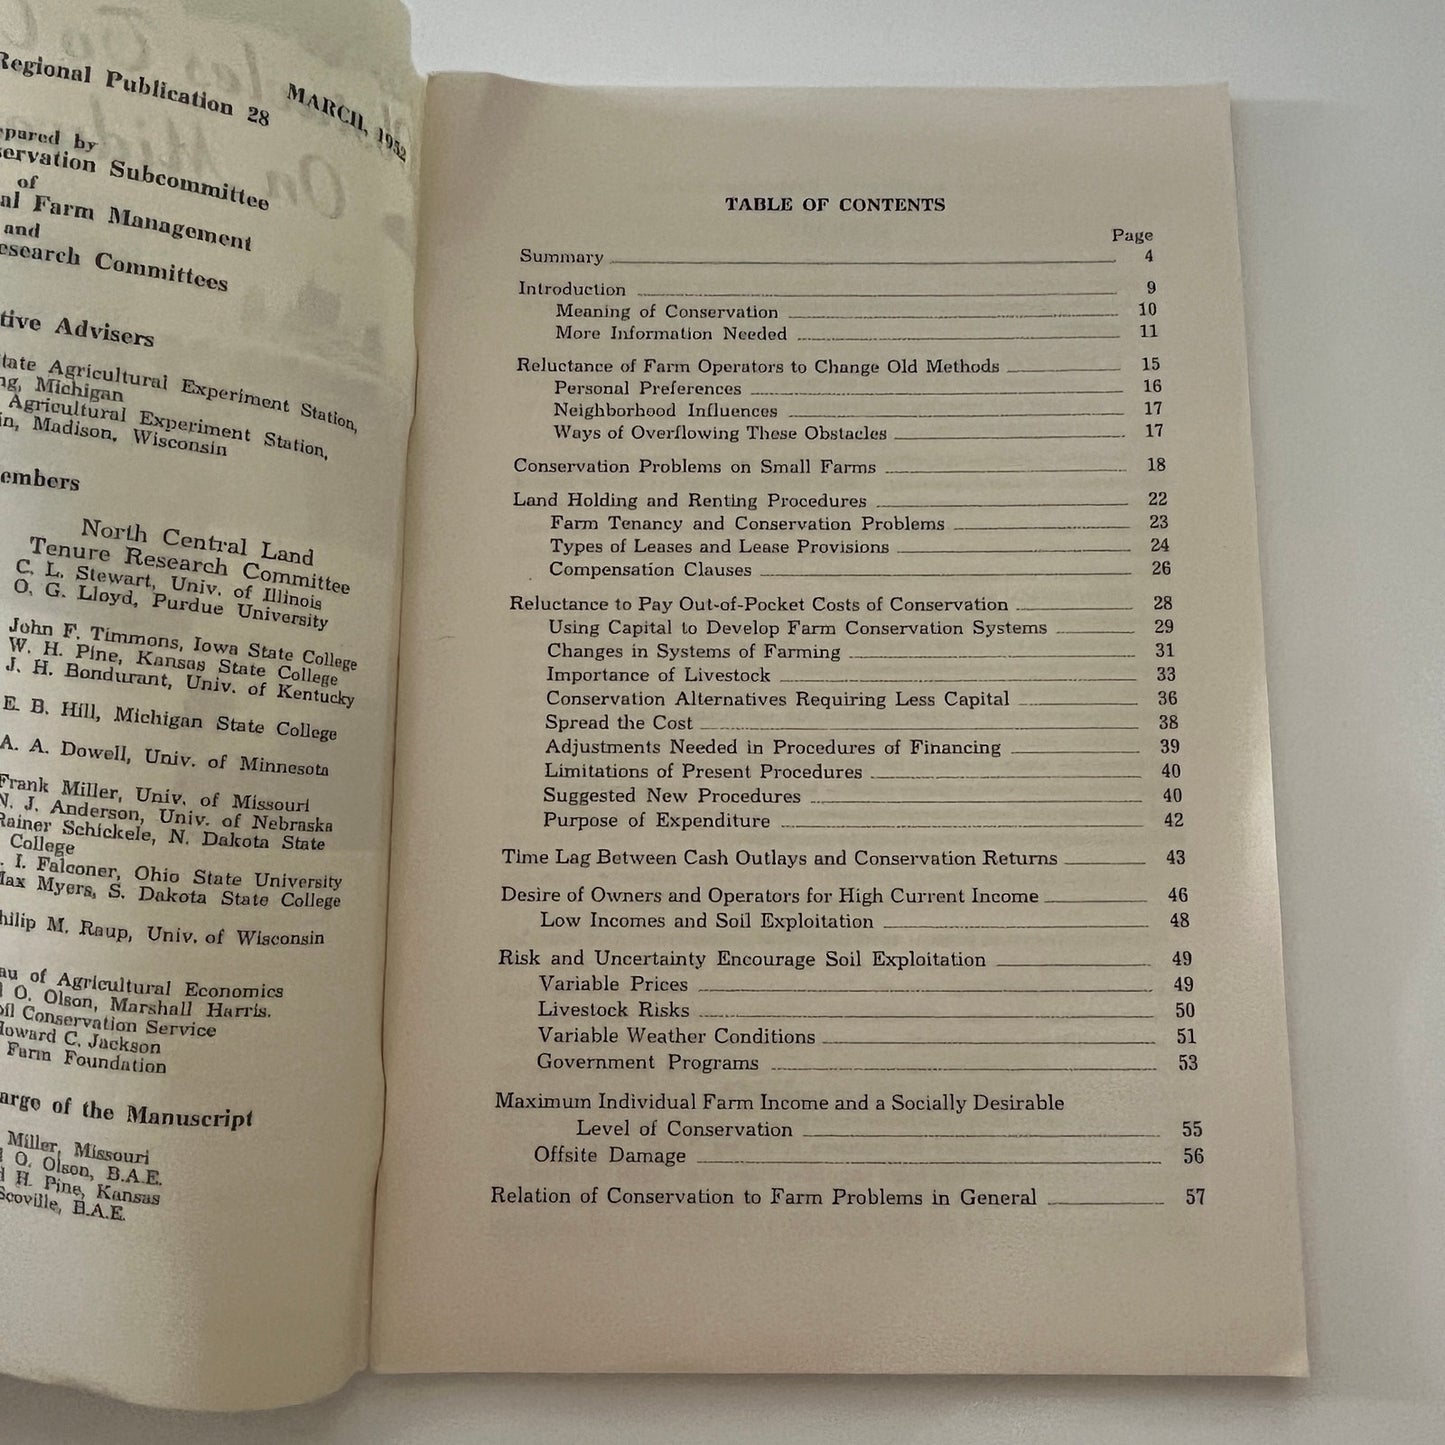 Regional Publication 28
MARCH, 1952
by
Subcommittee
of
Farm Management
and
Committees
Advisers
Agricultural Experiment Station,
Michigan
Agricultural Experiment Station,
Madison, Wisconsin
North Central Land
Tenure Research Committee
C. L. Stewart, Univ. of Illinois
O. G. Lloyd, Purdue University
John F. Timmons, Iowa State College
W. H. Pine, Kansas State College
J. H. Bondurant, Univ. of Kentucky
E. B. Hill, Michigan State College
A. A. Dowell, Univ. of Minnesota
Frank Miller, Univ. of Missouri
N. J. Anderson, Univ. of Nebraska
Rainer Schickele, N. Dakota State
College
I. Falconer, Ohio State University
Max Myers, S. Dakota State College
Philip M. Raup, Univ. of Wisconsin
of Agricultural Economics
O. Olson, Marshall Harris.
Soil Conservation Service
Howard C. Jackson
Farm Foundation
of the Manuscript
Miller, Missouri
O. Olson, B.A.E.
H. Pine, Kansas
Scoville, B.A.E.
TABLE OF CONTENTS
Page
Summary 4
Introduction 9
Meaning of Conservation 10
More Information Needed 11
Reluctance of Farm Operators to Change Old Methods 15
Personal Preferences 16
Neighborhood Influences 17
Ways of Overflowing These Obstacles 17
Conservation Problems on Small Farms 18
Land Holding and Renting Procedures 22
Farm Tenancy and Conservation Problems 23
Types of Leases and Lease Provisions 24
Compensation Clauses 26
Reluctance to Pay Out-of-Pocket Costs of Conservation 28
Using Capital to Develop Farm Conservation Systems 29
Changes in Systems of Farming 31
Importance of Livestock 33
Conservation Alternatives Requiring Less Capital 36
Spread the Cost 38
Adjustments Needed in Procedures of Financing 39
Limitations of Present Procedures 40
Suggested New Procedures 40
Purpose of Expenditure 42
Time Lag Between Cash Outlays and Conservation Returns 43
Desire of Owners and Operators for High Current Income 46
Low Incomes and Soil Exploitation 48
Risk and Uncertainty Encourage Soil Exploitation 49
Variable Prices 49
Livestock Risks 50
Variable Weather Conditions 51
Government Programs 53
Maximum Individual Farm Income and a Socially Desirable
Level of Conservation 55
Offsite Damage 56
Relation of Conservation to Farm Problems in General 57